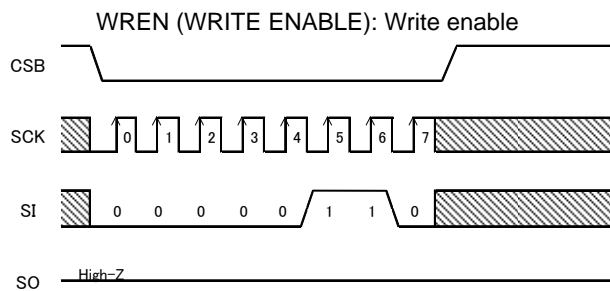 WREN (WRITE ENABLE): Write enable
CSB
SCK
0 1 2 3 4 5 6 7
SI
0 0 0 0 0 1 1 0
SO
High-Z